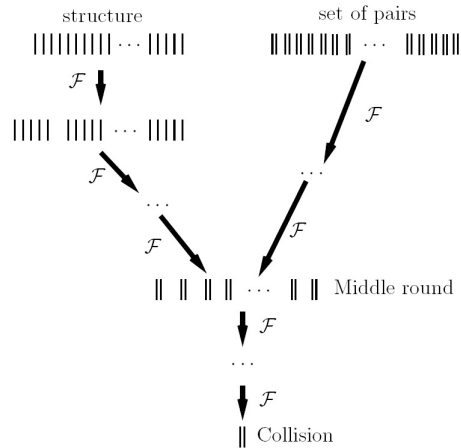 structure
set of pairs
...
...
ℱ
ℱ
...
ℱ
...
ℱ
ℱ
ℱ
...
Middle round
ℱ
...
ℱ
Collision